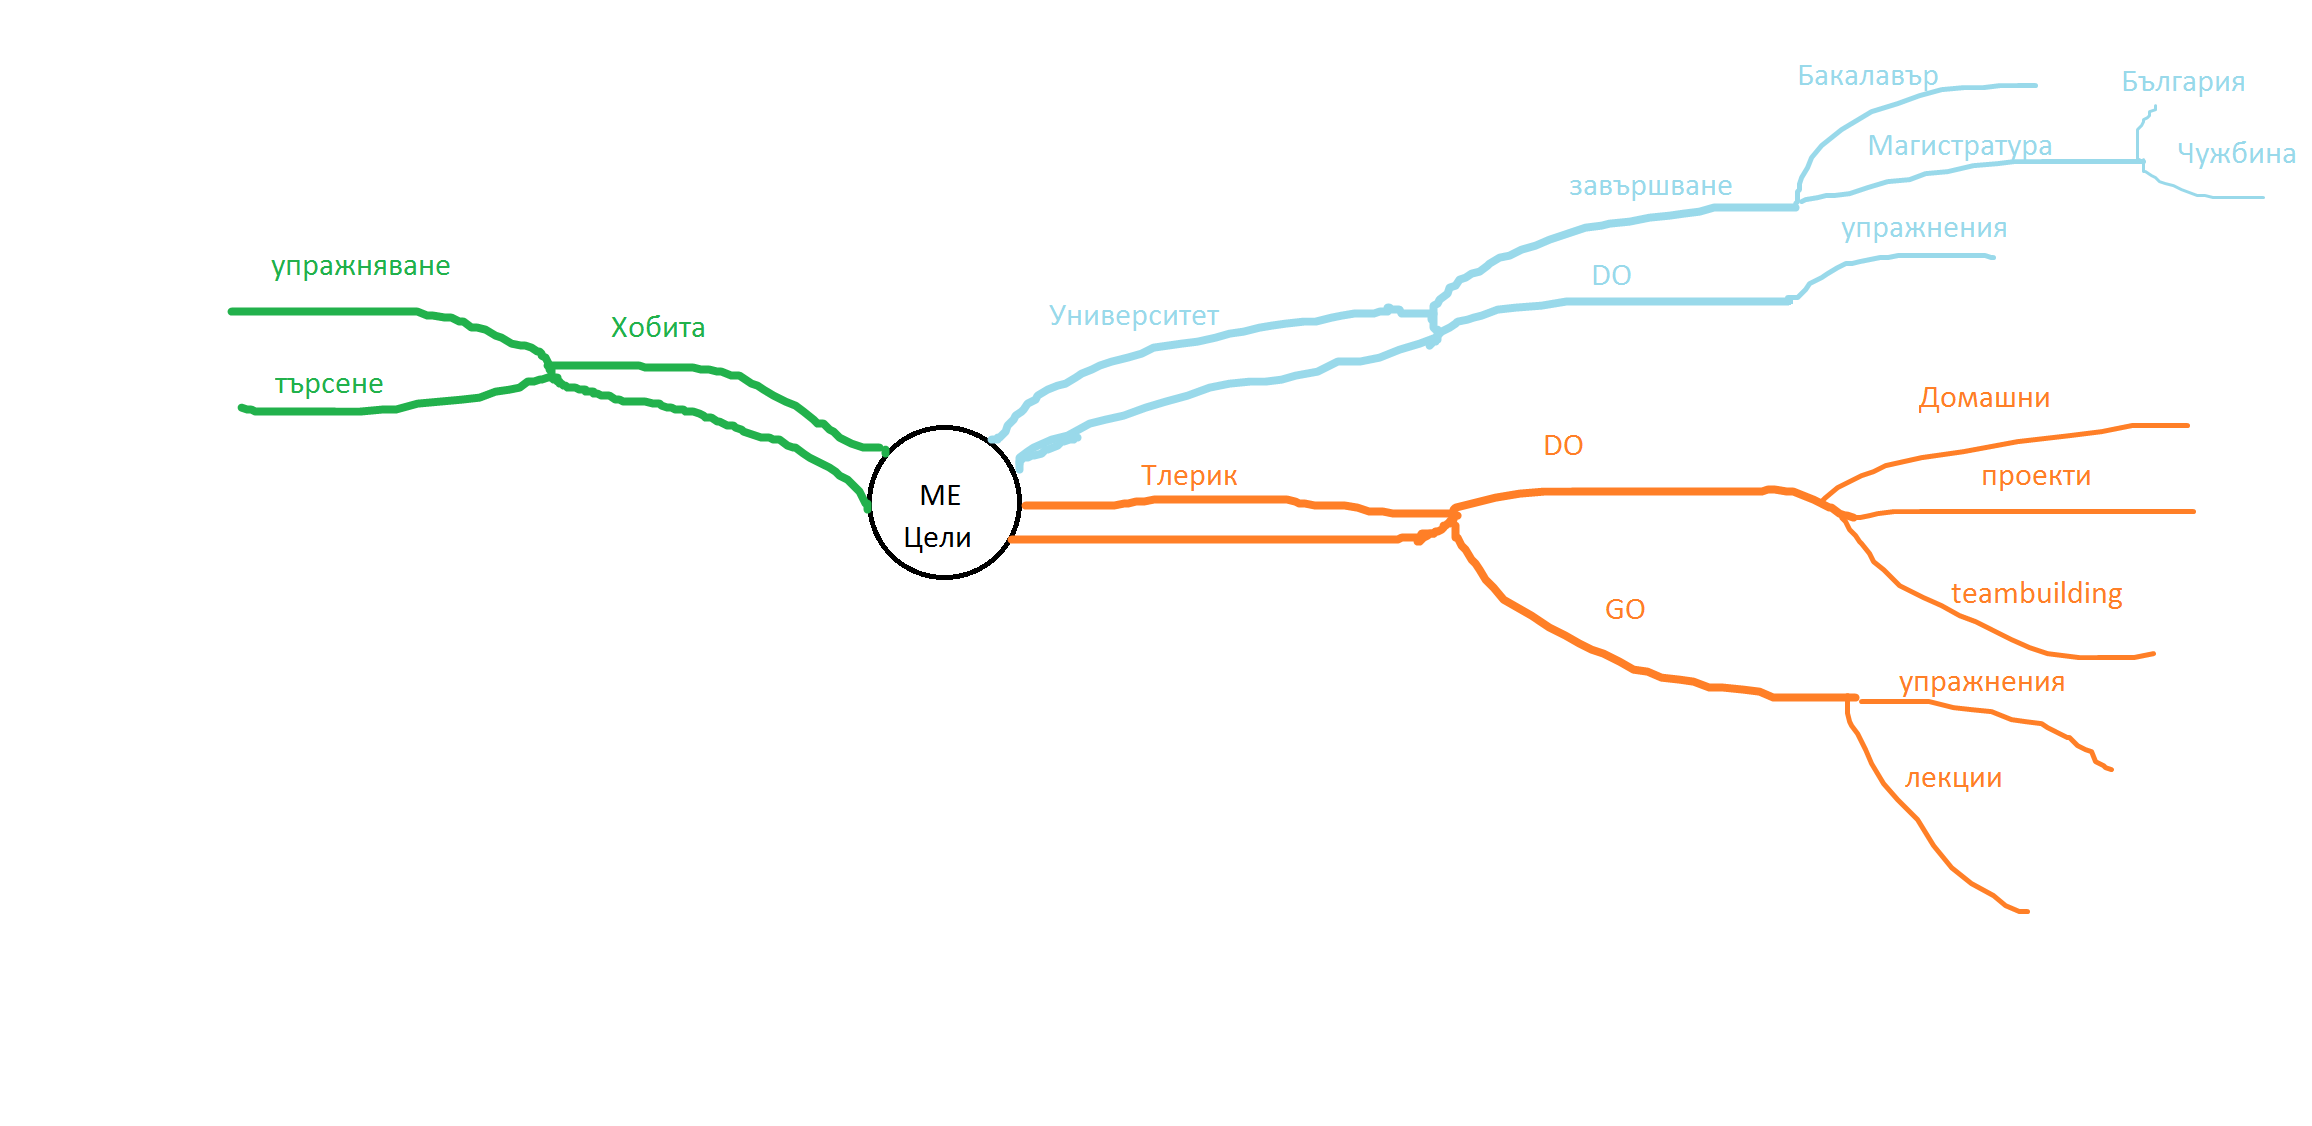 ME
Цели
Хобита
упражняване
търсене
Университет
завършване
Бакалавър
Магистратура
България
Чужбина
DO
упражнения
Тлерик
DO
Домашни
проекти
teambuilding
GO
упражнения
лекции